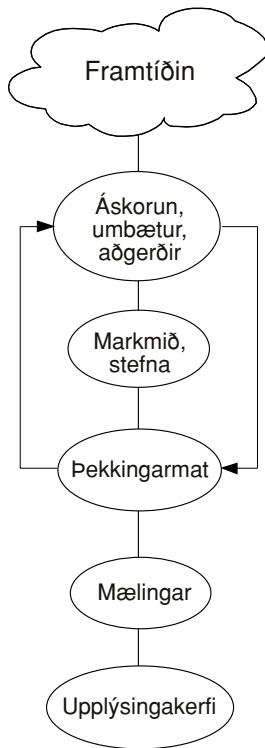 Framtíðin
Áskorun,
umbætur,
aðgerðir
Markmið,
stefna
Þekkingarmat
Mælingar
Upplýsingakerfi